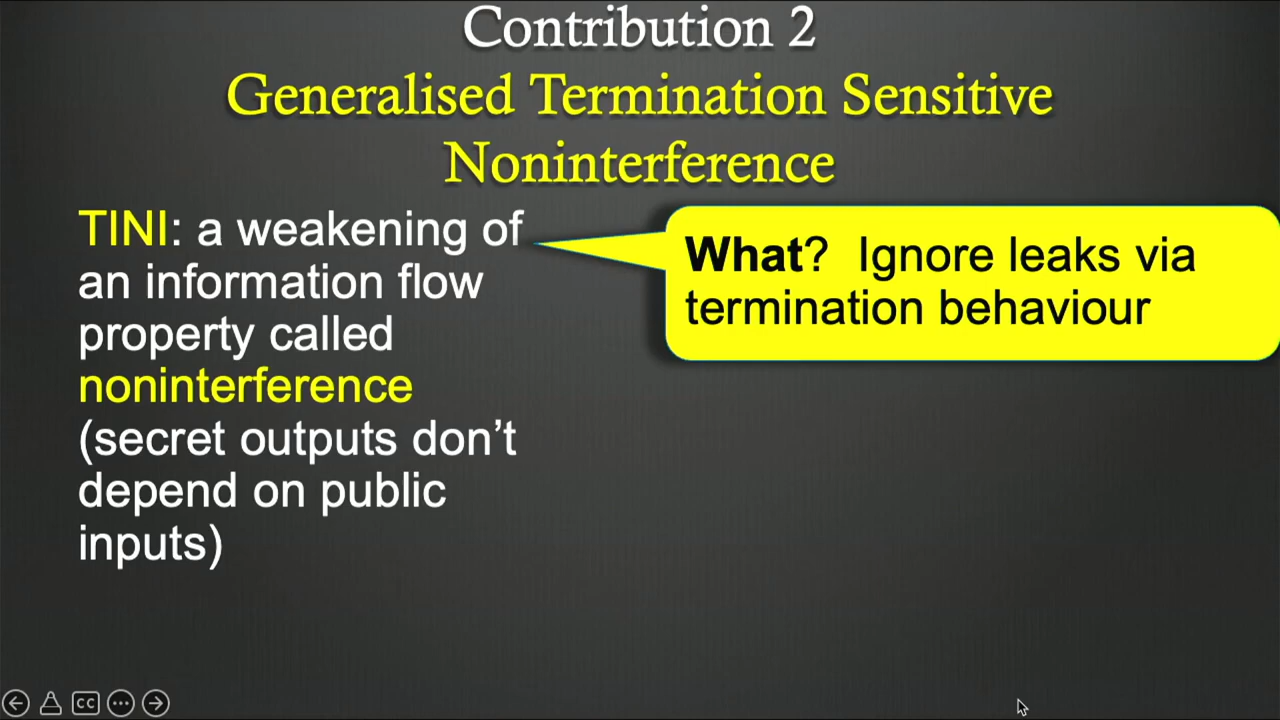 Contribution 2
Generalised Termination Sensitive
Noninterference
TINI: a weakening of
an information flow
property called
noninterference
(secret outputs don’t
depend on public
inputs)
What? Ignore leaks via
termination behaviour
CC